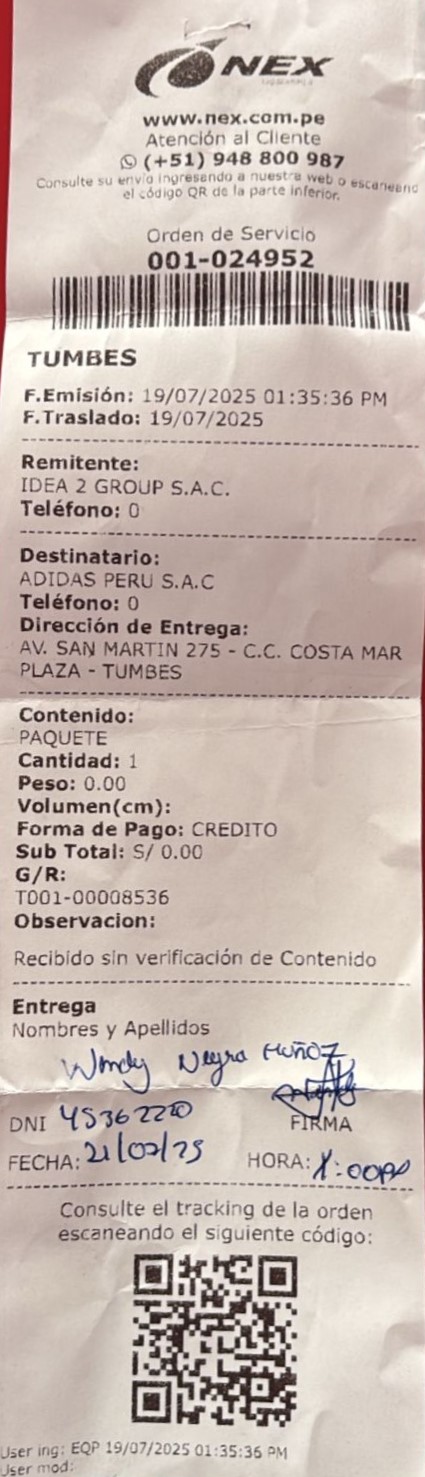 NEX
www.nex.com.pe
Atención al Cliente
(+51) 948 800 987
Consulte su envío ingresando a nuestra web o escaneand
el código QR de la parte inferior.
Orden de Servicio
001-024952
TUMBES
F.Emisión: 19/07/2025 01:35:36 PM
F.Traslado: 19/07/2025
Remitente:
IDEA 2 GROUP S.A.C.
Teléfono: 0
Destinatario:
ADIDAS PERU S.A.C
Teléfono: 0
Dirección de Entrega:
AV. SAN MARTIN 275 - C.C. COSTA MAR
PLAZA - TUMBES
Contenido:
PAQUETE
Cantidad: 1
Peso: 0.00
Volumen(cm):
Forma de Pago: CREDITO
Sub Total: S/ 0.00
G/R:
T001-00008536
Observacion:
Recibido sin verificación de Contenido
Entrega
Nombres y Apellidos
Wendy Neyra Muñoz
DNI 45362220
FIRMA
FECHA: 21/07/25 HORA: :00PP
Consulte el tracking de la orden
escaneando el siguiente código:
User ing: EQP 19/07/2025 01:35:36 PM
User mod: